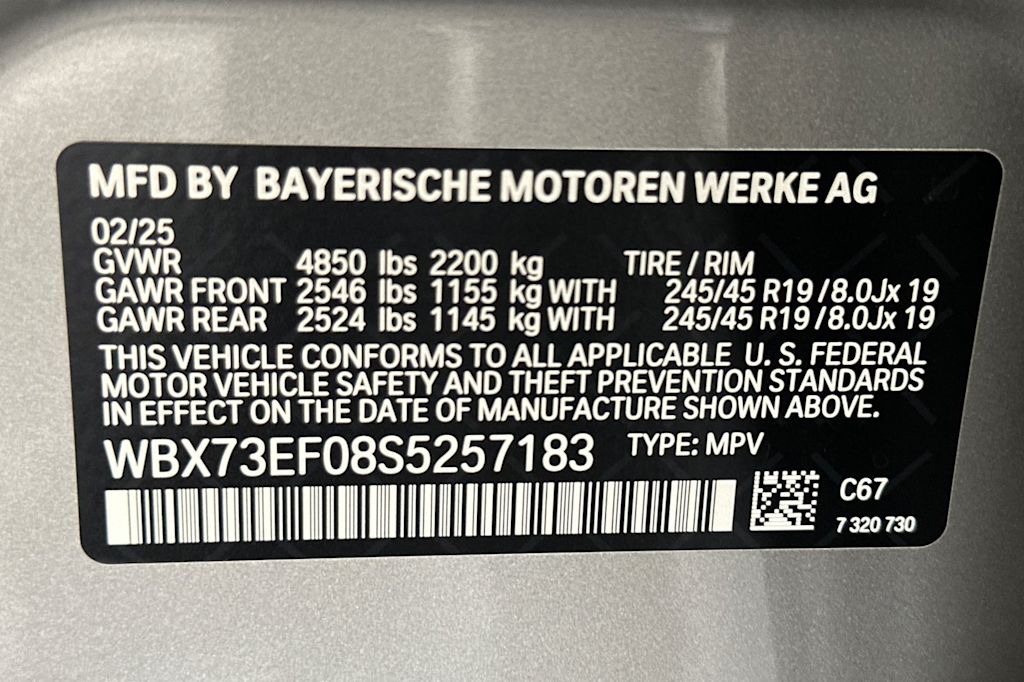 MFD BY BAYERISCHE MOTOREN WERKE AG
02/25
GVWR 4850 lbs 2200 kg TIRE / RIM
GAWR FRONT 2546 lbs 1155 kg WITH 245/45 R19 / 8.0Jx 19
GAWR REAR 2524 lbs 1145 kg WITH 245/45 R19 / 8.0Jx 19
THIS VEHICLE CONFORMS TO ALL APPLICABLE U. S. FEDERAL
MOTOR VEHICLE SAFETY AND THEFT PREVENTION STANDARDS
IN EFFECT ON THE DATE OF MANUFACTURE SHOWN ABOVE.
WBX73EF08S5257183 TYPE: MPV
C67
7 320 730